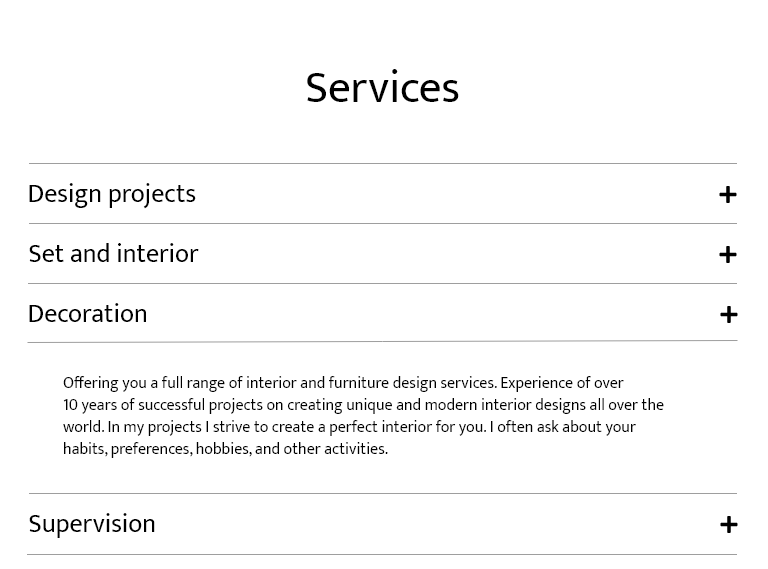 Services
Design projects
Set and interior
Decoration
Offering you a full range of interior and furniture design services. Experience of over
10 years of successful projects on creating unique and modern interior designs all over the
world. In my projects I strive to create a perfect interior for you. I often ask about your
habits, preferences, hobbies, and other activities.
Supervision